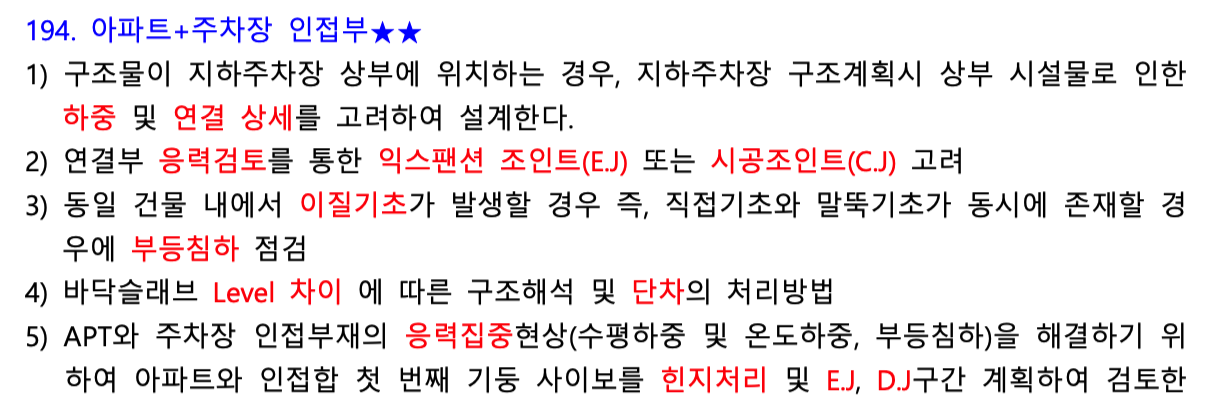 194. 아파트+주차장 인접부★★
1) 구조물이 지하주차장 상부에 위치하는 경우, 지하주차장 구조계획시 상부 시설물로 인한
하중 및 연결 상세를 고려하여 설계한다.
2) 연결부 응력검토를 통한 익스팬션 조인트(E.J) 또는 시공조인트(C.J) 고려
3) 동일 건물 내에서 이질기초가 발생할 경우 즉, 직접기초와 말뚝기초가 동시에 존재할 경
우에 부등침하 점검
4) 바닥슬래브 Level 차이 에 따른 구조해석 및 단차의 처리방법
5) APT와 주차장 인접부재의 응력집중현상(수평하중 및 온도하중, 부등침하)을 해결하기 위
하여 아파트와 인접합 첫 번째 기둥 사이보를 힌지처리 및 E.J, D.J구간 계획하여 검토한